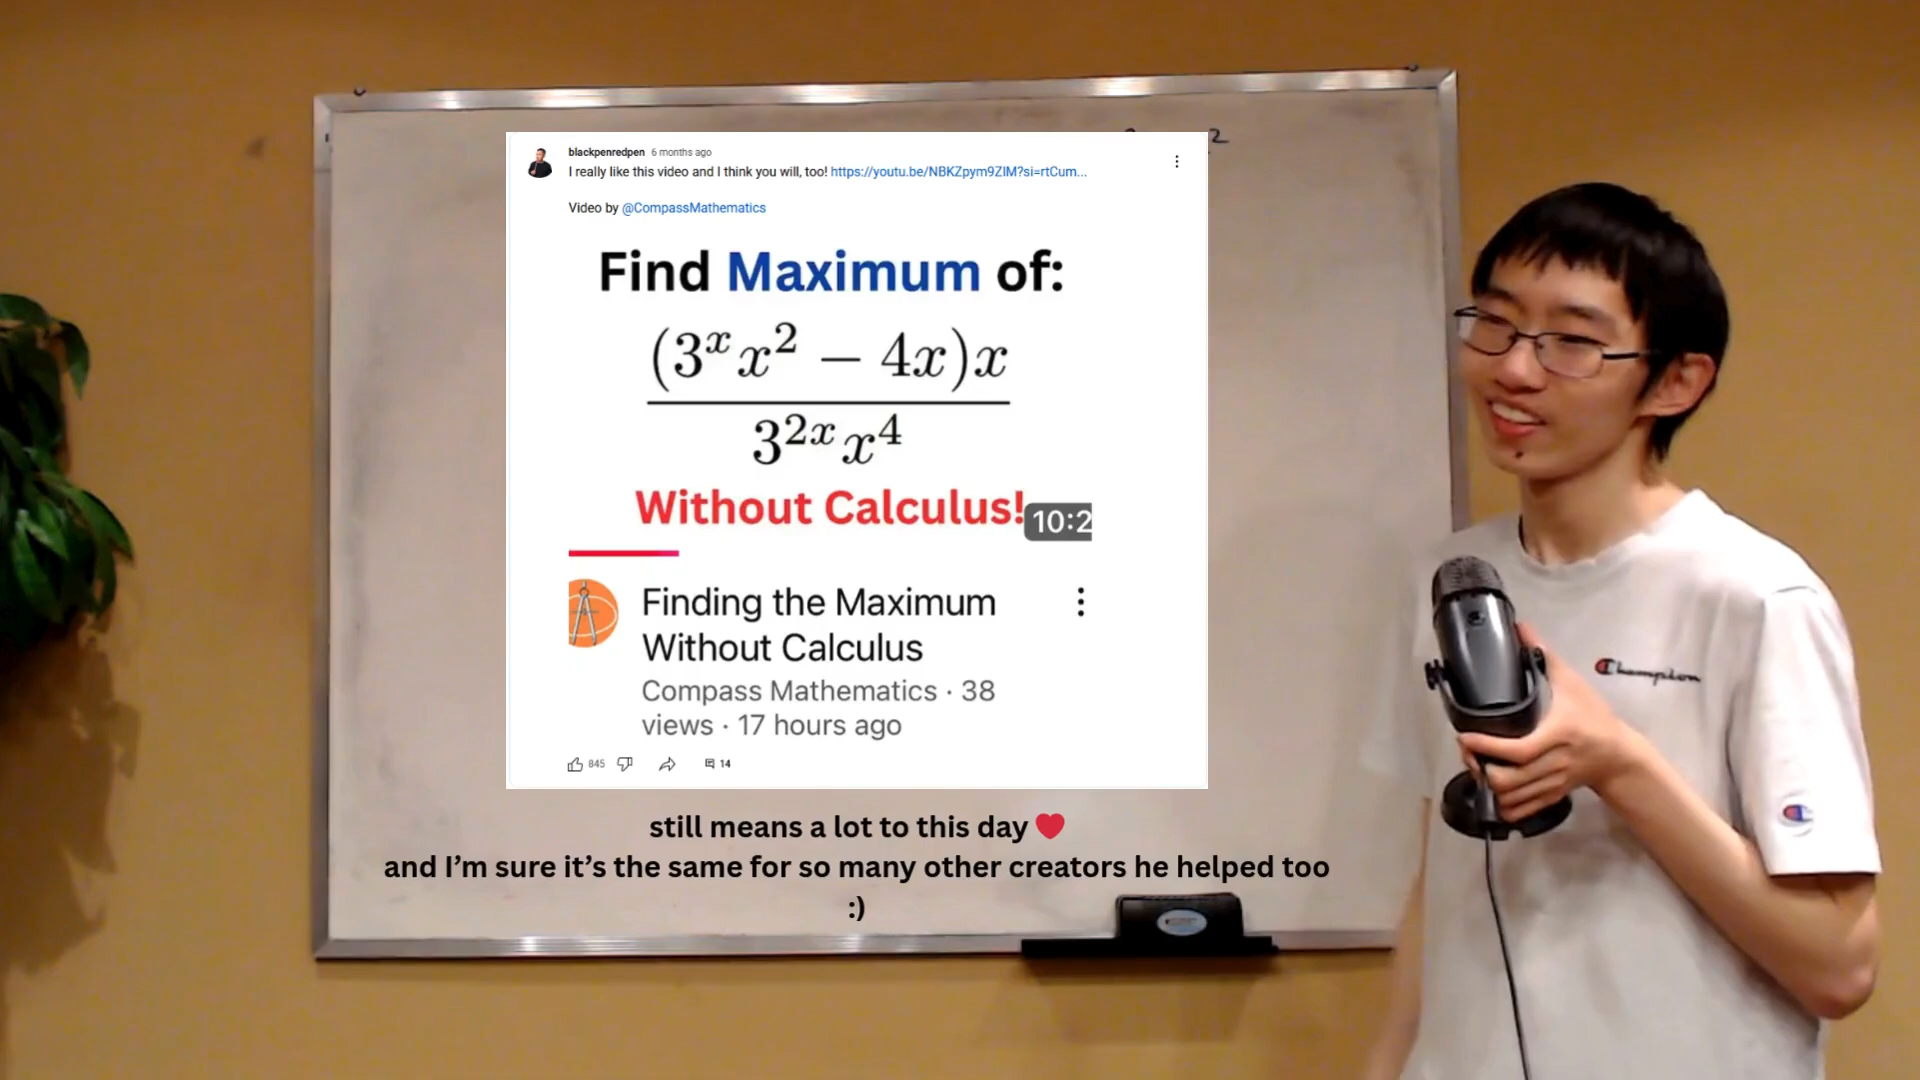 2
blackpenredpen 6 months ago
I really like this video and I think you will, too! https://youtu.be/NBKZpym9ZIM?si=rtCum...
Video by @CompassMathematics
Find Maximum of:
(3^x x^2 − 4x)x
3^{2x} x^4
Without Calculus!
10:2
Finding the Maximum
Without Calculus
Compass Mathematics · 38
views · 17 hours ago
845 14
Champion
still means a lot to this day ❤️
and I’m sure it’s the same for so many other creators he helped too
:)